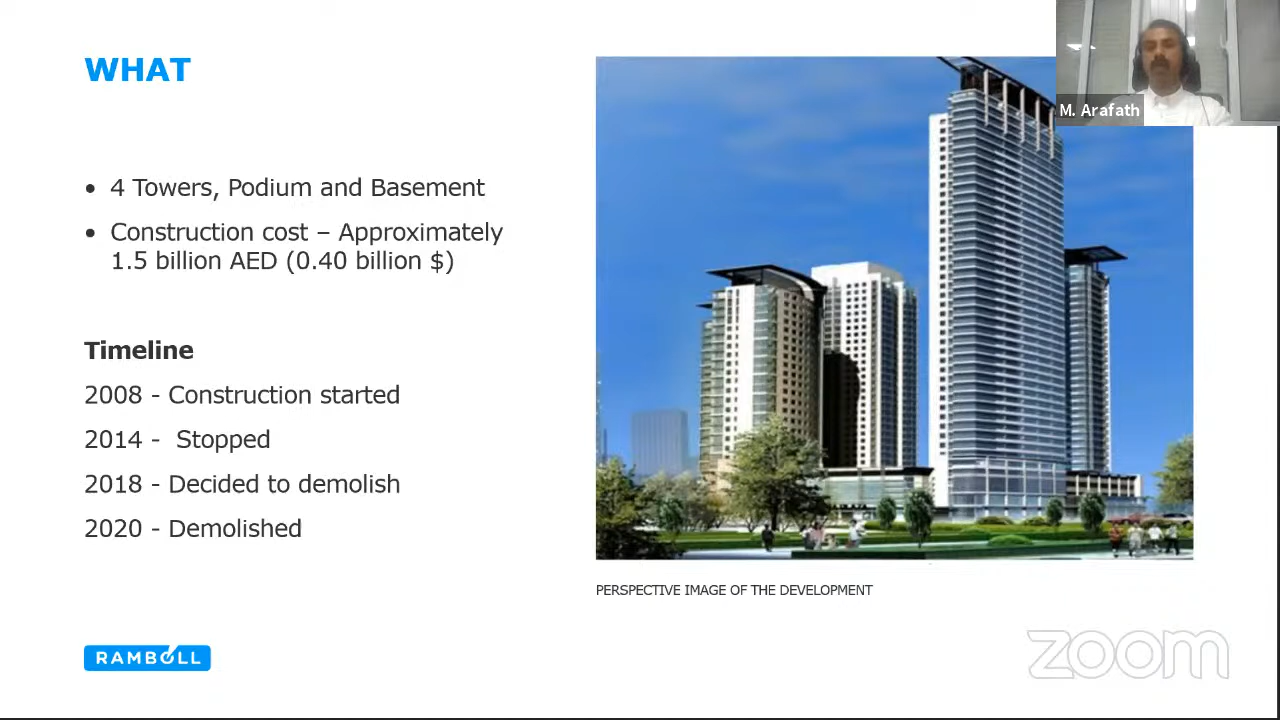 WHAT
M. Arafath
• 4 Towers, Podium and Basement
• Construction cost – Approximately
1.5 billion AED (0.40 billion $)
Timeline
2008 - Construction started
2014 - Stopped
2018 - Decided to demolish
2020 - Demolished
PERSPECTIVE IMAGE OF THE DEVELOPMENT
RAMBOLL
zoom